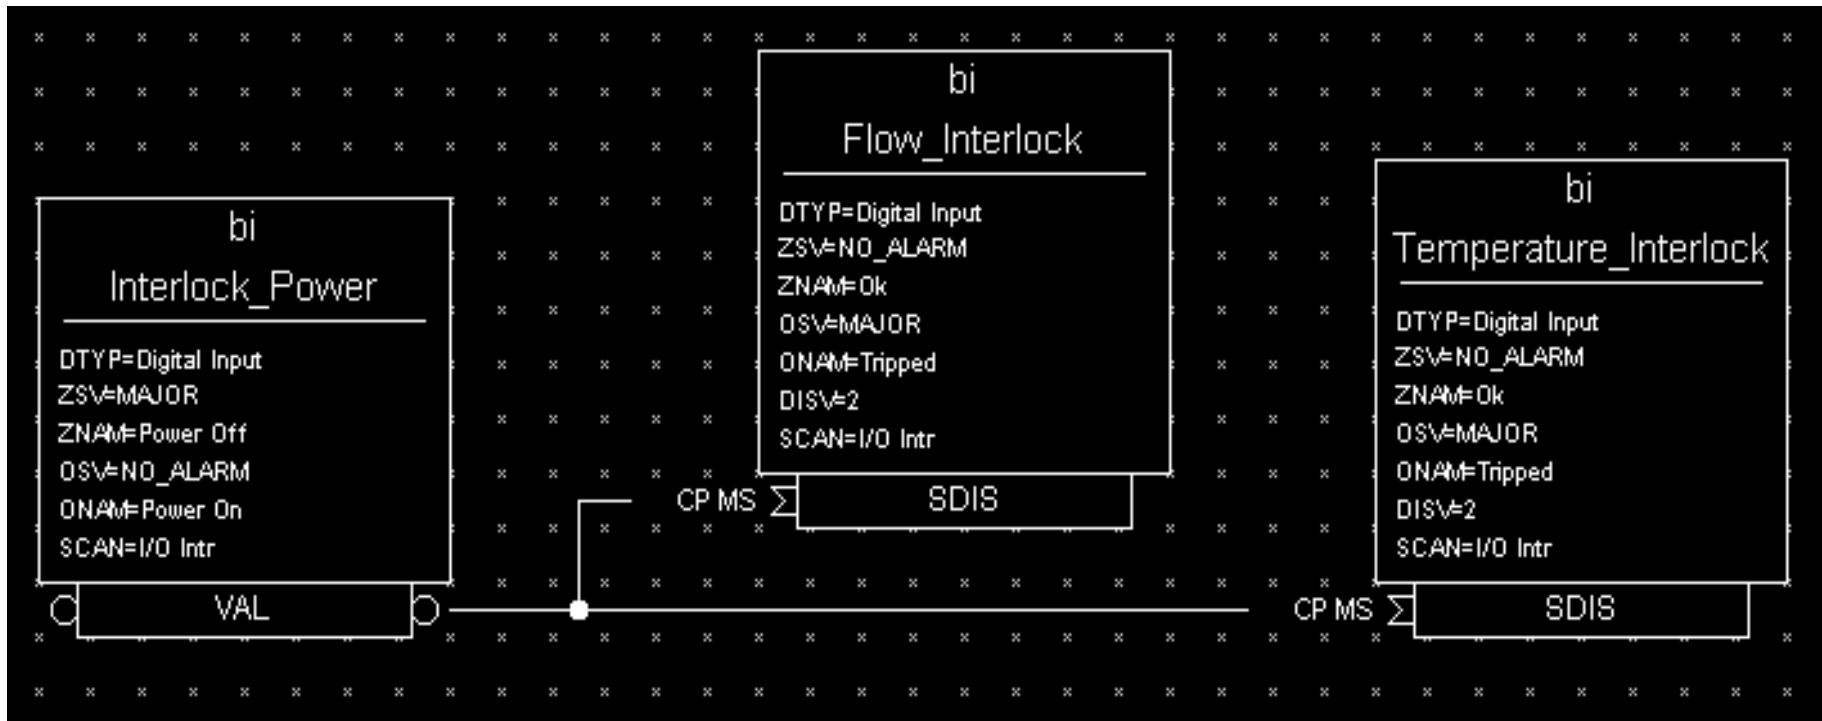 bi
Interlock_Power
DTYP=Digital Input
ZSV=MAJOR
ZNAM=Power Off
OSV=NO_ALARM
ONAM=Power On
SCAN=I/O Intr
VAL
bi
Flow_Interlock
DTYP=Digital Input
ZSV=NO_ALARM
ZNAM=Ok
OSV=MAJOR
ONAM=Tripped
DISV=2
SCAN=I/O Intr
CP MS
SDIS
bi
Temperature_Interlock
DTYP=Digital Input
ZSV=NO_ALARM
ZNAM=Ok
OSV=MAJOR
ONAM=Tripped
DISV=2
SCAN=I/O Intr
CP MS
SDIS